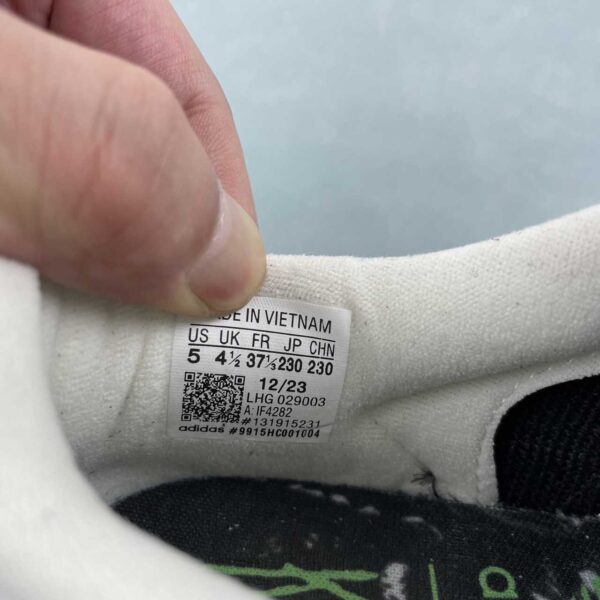 DE IN VIETNAM
US UK FR JP CHN
5 4½ 37⅓ 230 230
12/23
LHG 029003
A: IF4282
#131915231
adidas #9915HC001004